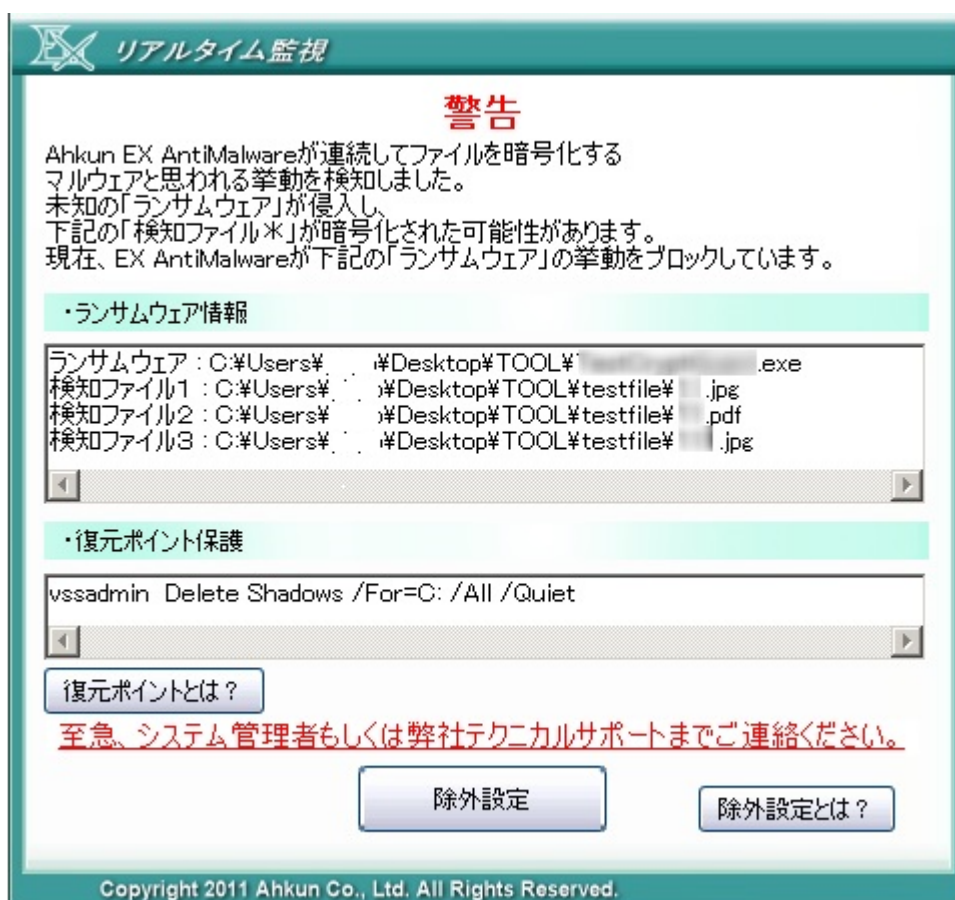 EX リアルタイム監視
警告
Ahkun EX AntiMalwareが連続してファイルを暗号化する
マルウェアと思われる挙動を検知しました。
未知の「ランサムウェア」が侵入し、
下記の「検知ファイル＊」が暗号化された可能性があります。
現在、EX AntiMalwareが下記の「ランサムウェア」の挙動をブロックしています。
・ランサムウェア情報
ランサムウェア：C:¥Users¥ ¥Desktop¥TOOL¥ .exe
検知ファイル1：C:¥Users¥ ¥Desktop¥TOOL¥testfile¥ .jpg
検知ファイル2：C:¥Users¥ ¥Desktop¥TOOL¥testfile¥ .pdf
検知ファイル3：C:¥Users¥ ¥Desktop¥TOOL¥testfile¥ .jpg
・復元ポイント保護
vssadmin Delete Shadows /For=C: /All /Quiet
復元ポイントとは？
至急、システム管理者もしくは弊社テクニカルサポートまでご連絡ください。
除外設定
除外設定とは？
Copyright 2011 Ahkun Co., Ltd. All Rights Reserved.